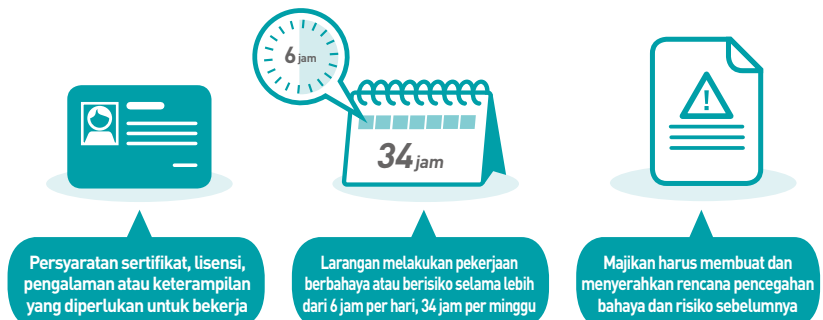 6 jam
34 jam
!
Persyaratan sertifikat, lisensi,
pengalaman atau keterampilan
yang diperlukan untuk bekerja
Larangan melakukan pekerjaan
berbahaya atau berisiko selama lebih
dari 6 jam per hari, 34 jam per minggu
Majikan harus membuat dan
menyerahkan rencana pencegahan
bahaya dan risiko sebelumnya